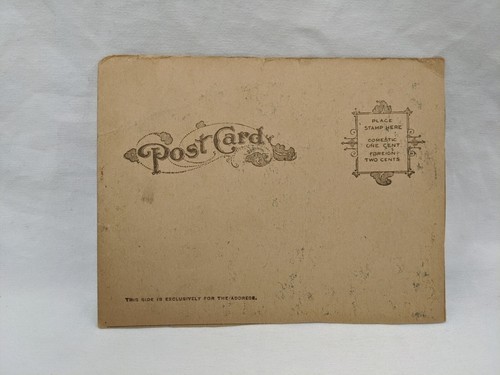 Post Card
PLACE
STAMP HERE
DOMESTIC
ONE CENT
FOREIGN
TWO CENTS
THIS SIDE IS EXCLUSIVELY FOR THE ADDRESS.